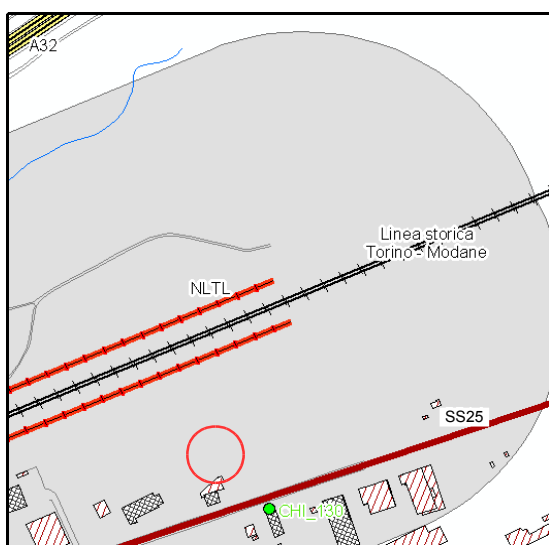 A32
Linea storica
Torino - Modane
NLTL
SS25
CHI_130